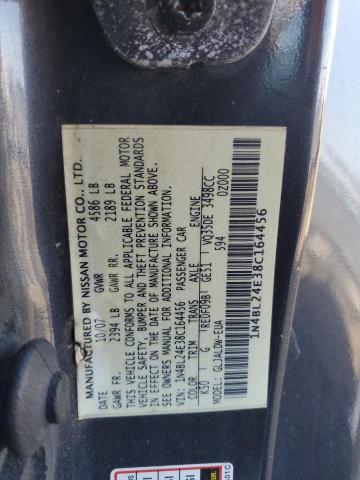 MANUFACTURED BY NISSAN MOTOR CO., LTD.
10/07 GVWR 4586 LB
GAWR FR. 2394 LB GAWR RR. 2189 LB
THIS VEHICLE CONFORMS TO ALL APPLICABLE FEDERAL MOTOR
VEHICLE SAFETY, BUMPER AND THEFT PREVENTION STANDARDS
IN EFFECT ON THE DATE OF MANUFACTURE SHOWN ABOVE.
SEE OWNERS MANUAL FOR ADDITIONAL INFORMATION.
VIN: 1N4BL24E38C164456 PASSENGER CAR
COLOR TRIM TRANS AXLE ENGINE
K50 G RE0F09B GE51 VQ35DE 3498CC
MODEL: GLJALDW-EUA 594 02000
1N4BL24E38C164456